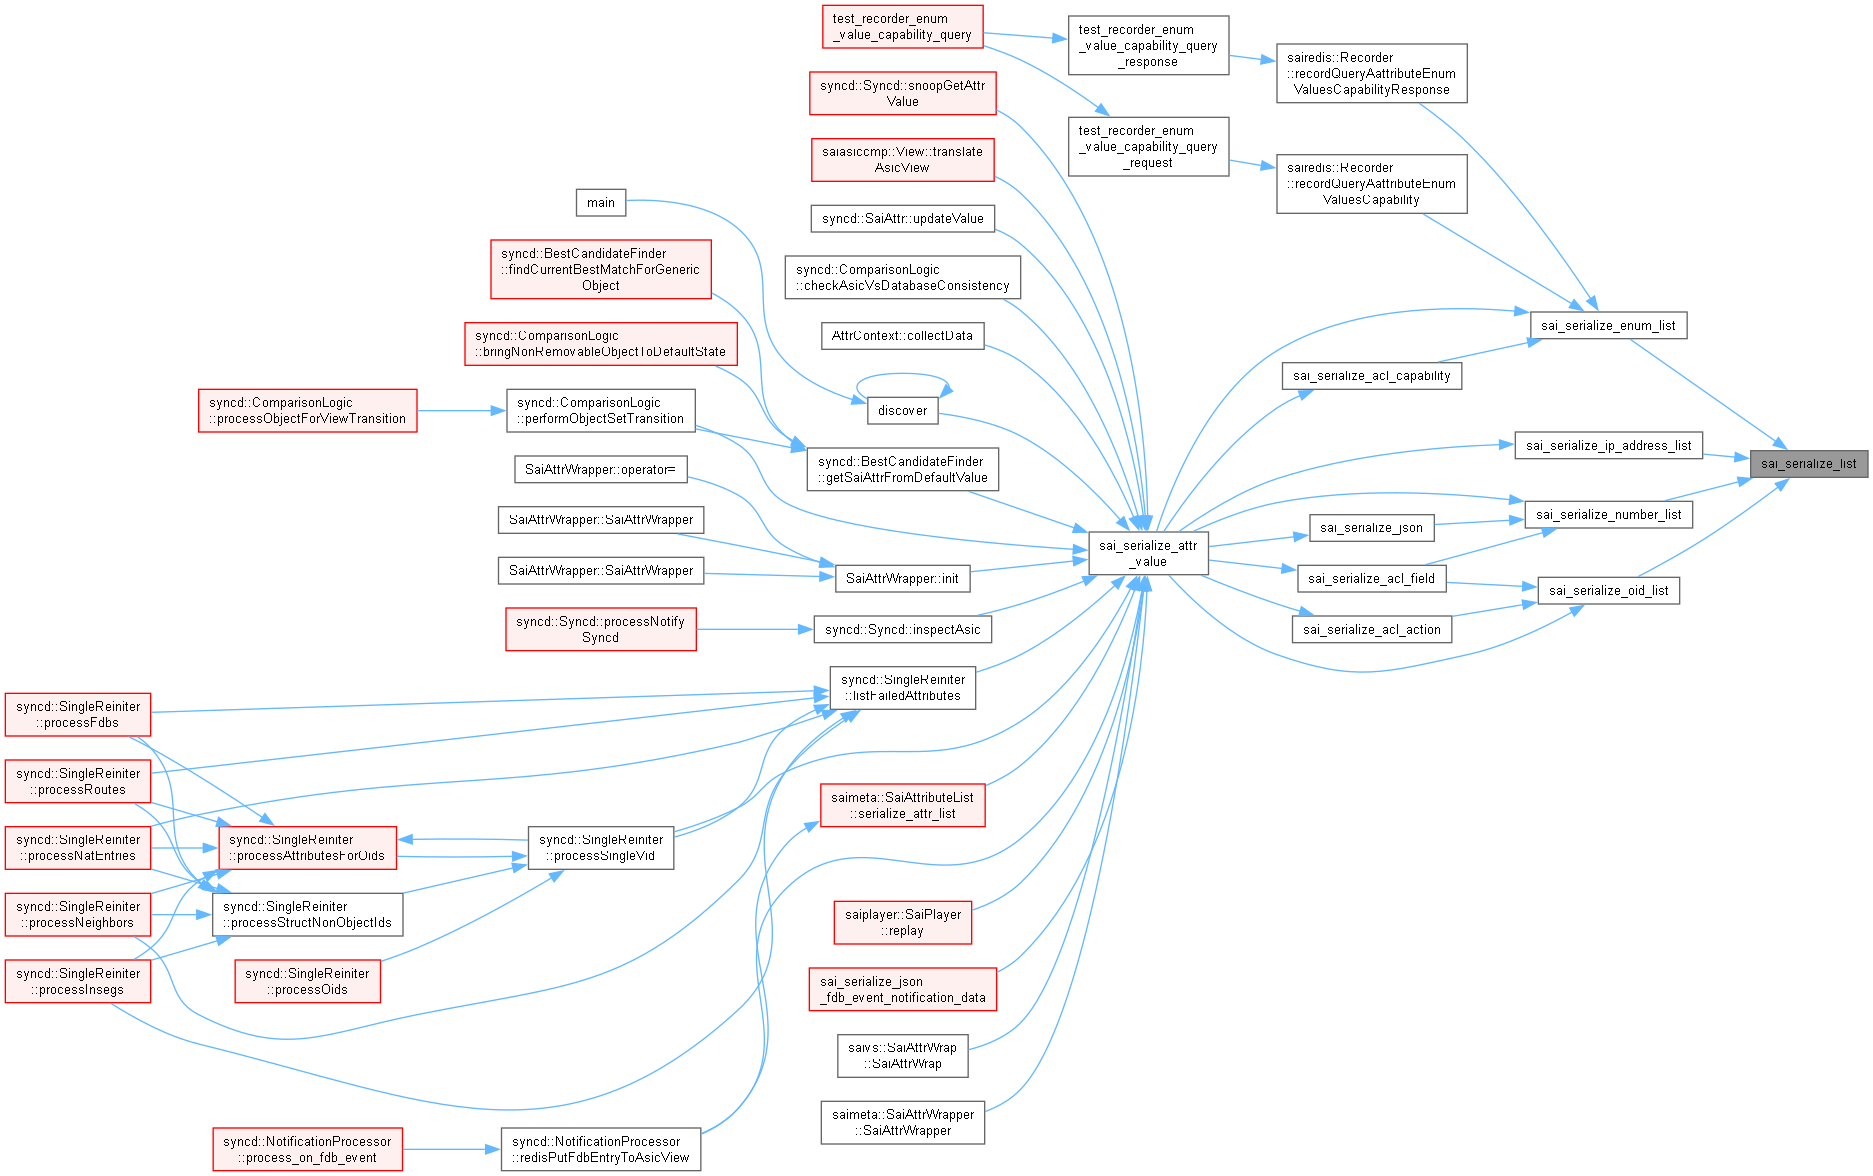 test_recorder_enum
_value_capability_query
test_recorder_enum
_value_capability_query
_response
sairedis::Recorder
::recordQueryAattributeEnum
ValuesCapabilityResponse
syncd::Syncd::snoopGetAttr
Value
test_recorder_enum
_value_capability_query
_request
saiasiccmp::View::translate
AsicView
sairedis::Recorder
::recordQueryAattributeEnum
ValuesCapability
main
syncd::SaiAttr::updateValue
syncd::BestCandidateFinder
::findCurrentBestMatchForGeneric
Object
syncd::ComparisonLogic
::checkAsicVsDatabaseConsistency
syncd::ComparisonLogic
::bringNonRemovableObjectToDefaultState
AttrContext::collectData
sai_serialize_enum_list
sai_serialize_acl_capability
syncd::ComparisonLogic
::processObjectForViewTransition
syncd::ComparisonLogic
::performObjectSetTransition
discover
sai_serialize_ip_address_list
sai_serialize_list
SaiAttrWrapper::operator=
syncd::BestCandidateFinder
::getSaiAttrFromDefaultValue
SaiAttrWrapper::SaiAttrWrapper
sai_serialize_json
sai_serialize_number_list
sai_serialize_attr
_value
SaiAttrWrapper::SaiAttrWrapper
SaiAttrWrapper::init
sai_serialize_acl_field
sai_serialize_oid_list
syncd::Syncd::processNotify
Syncd
syncd::Syncd::inspectAsic
sai_serialize_acl_action
syncd::SingleReiniter
::listFailedAttributes
syncd::SingleReiniter
::processFdbs
syncd::SingleReiniter
::processRoutes
saimeta::SaiAttributeList
::serialize_attr_list
syncd::SingleReiniter
::processNatEntries
syncd::SingleReiniter
::processAttributesForOids
syncd::SingleReiniter
::processSingleVid
syncd::SingleReiniter
::processNeighbors
syncd::SingleReiniter
::processStructNonObjectIds
saiplayer::SaiPlayer
::replay
syncd::SingleReiniter
::processInsegs
syncd::SingleReiniter
::processOids
sai_serialize_json
_fdb_event_notification_data
saivs::SaiAttrWrap
::SaiAttrWrap
saimeta::SaiAttrWrapper
::SaiAttrWrapper
syncd::NotificationProcessor
::process_on_fdb_event
syncd::NotificationProcessor
::redisPutFdbEntryToAsicView